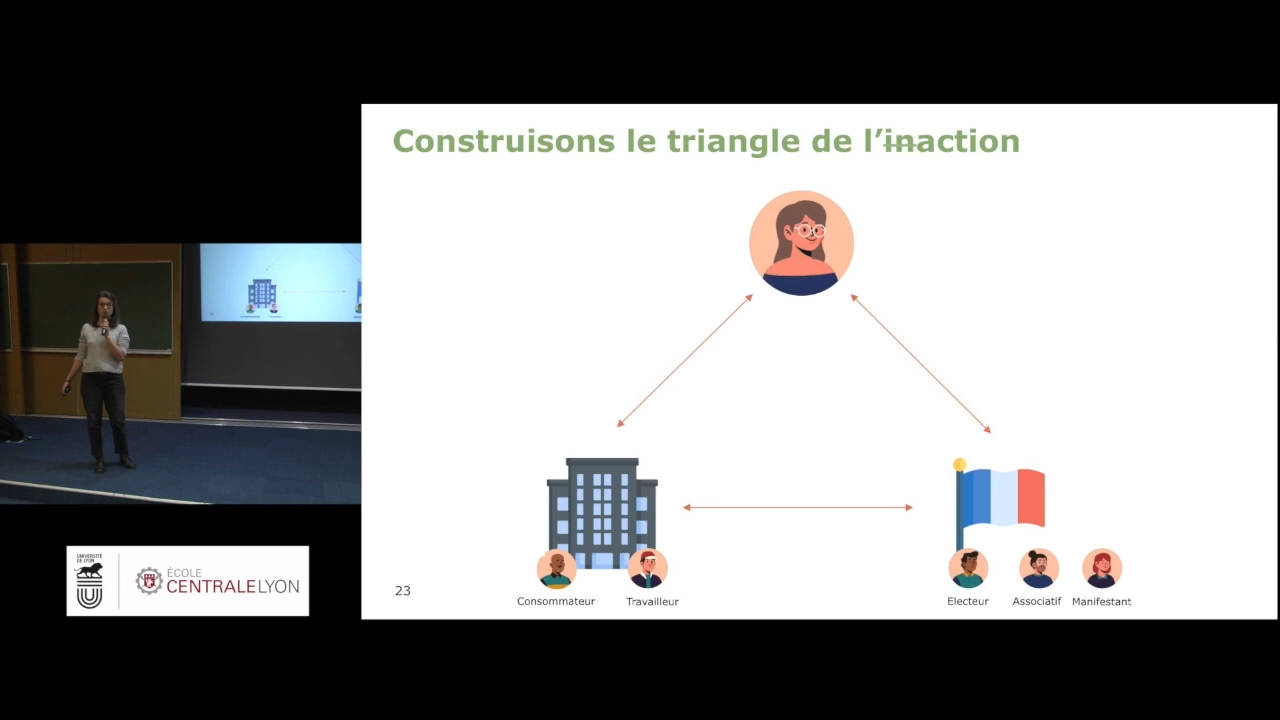 Construisons le triangle de l’inaction
Consommateur
Travailleur
Electeur
Associatif
Manifestant
23
UNIVERSITÉ
DE LYON
ÉCOLE
CENTRALELYON